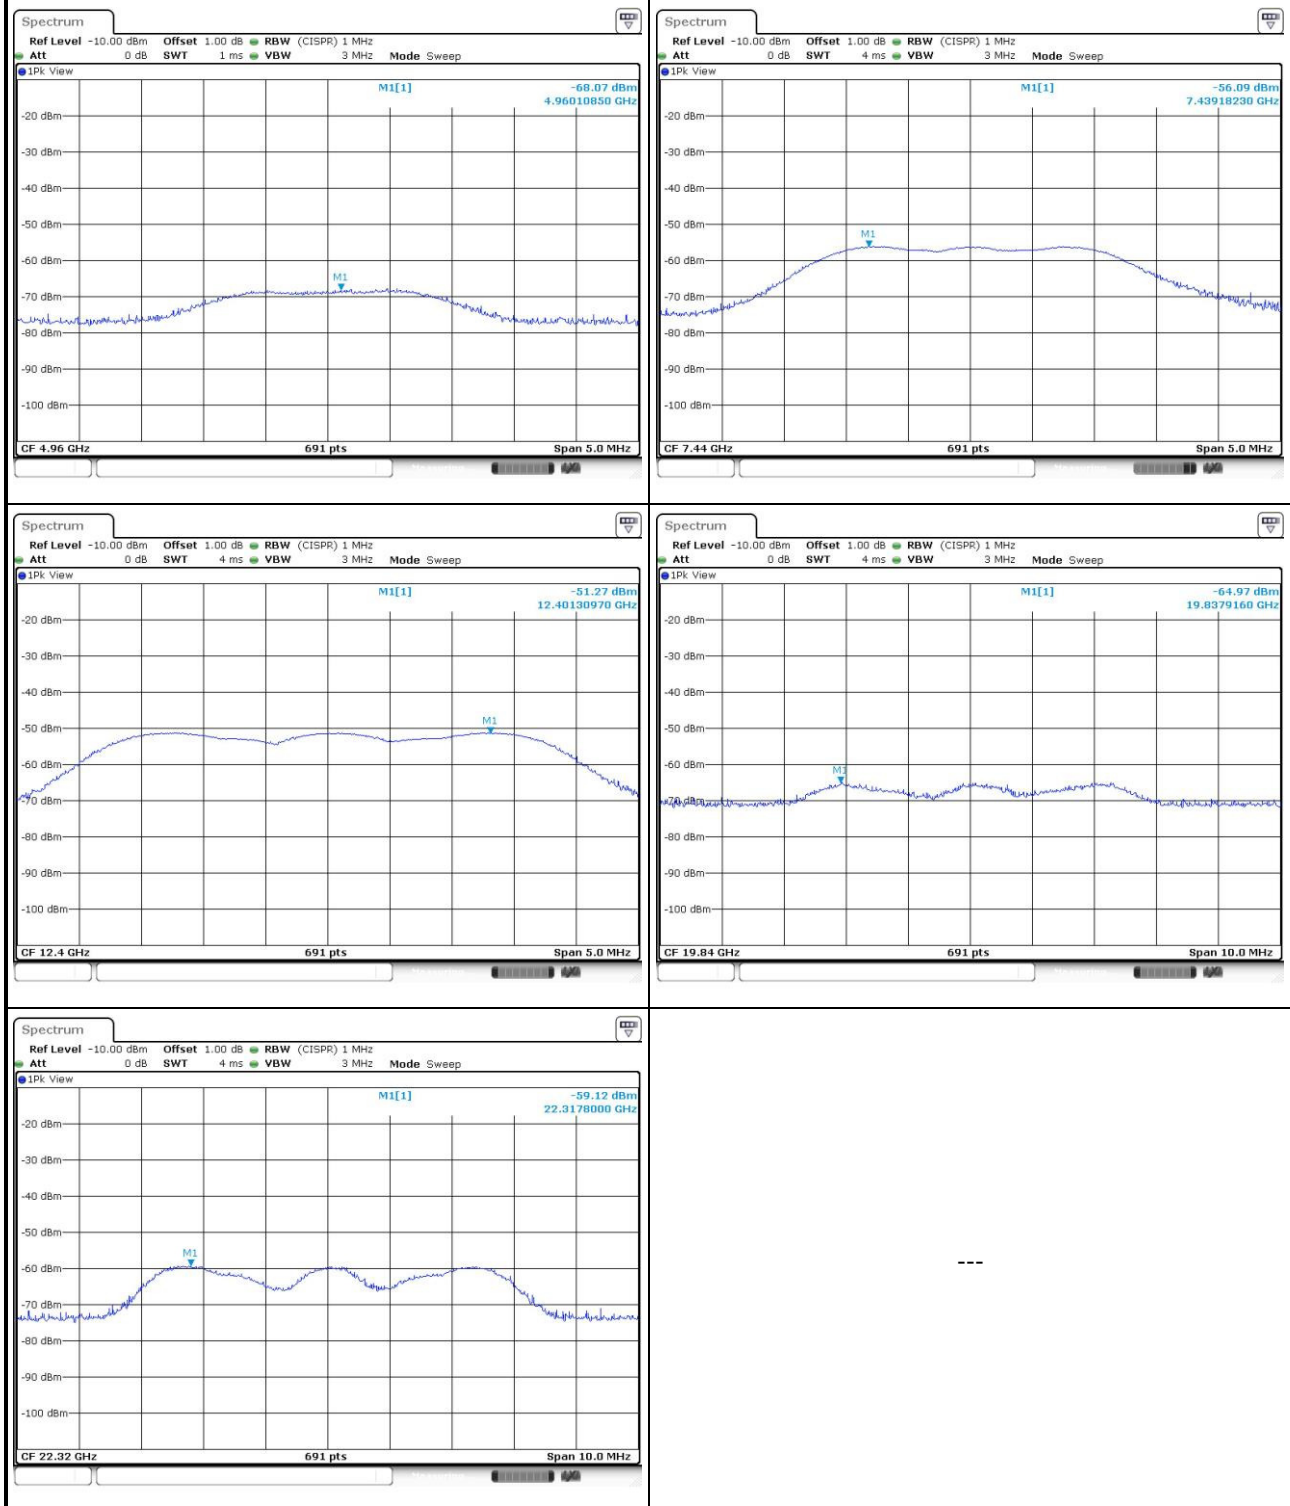 Spectrum
Ref Level -10.00 dBm Offset 1.00 dB RBW (CISPR) 1 MHz
Att 0 dB SWT 1 ms VBW 3 MHz Mode Sweep
1Pk View
M1[1] -68.07 dBm
4.96010850 GHz
-20 dBm
-30 dBm
-40 dBm
-50 dBm
-60 dBm
M1
-70 dBm
-80 dBm
-90 dBm
-100 dBm
CF 4.96 GHz 691 pts Span 5.0 MHz
Spectrum
Ref Level -10.00 dBm Offset 1.00 dB RBW (CISPR) 1 MHz
Att 0 dB SWT 4 ms VBW 3 MHz Mode Sweep
1Pk View
M1[1] -56.09 dBm
7.43918230 GHz
-20 dBm
-30 dBm
-40 dBm
-50 dBm
M1
-60 dBm
-70 dBm
-80 dBm
-90 dBm
-100 dBm
CF 7.44 GHz 691 pts Span 5.0 MHz
Spectrum
Ref Level -10.00 dBm Offset 1.00 dB RBW (CISPR) 1 MHz
Att 0 dB SWT 4 ms VBW 3 MHz Mode Sweep
1Pk View
M1[1] -51.27 dBm
12.40130970 GHz
-20 dBm
-30 dBm
-40 dBm
M1
-50 dBm
-60 dBm
-70 dBm
-80 dBm
-90 dBm
-100 dBm
CF 12.4 GHz 691 pts Span 5.0 MHz
Spectrum
Ref Level -10.00 dBm Offset 1.00 dB RBW (CISPR) 1 MHz
Att 0 dB SWT 4 ms VBW 3 MHz Mode Sweep
1Pk View
M1[1] -64.97 dBm
19.8379160 GHz
-20 dBm
-30 dBm
-40 dBm
-50 dBm
-60 dBm
M1
-70 dBm
-80 dBm
-90 dBm
-100 dBm
CF 19.84 GHz 691 pts Span 10.0 MHz
Spectrum
Ref Level -10.00 dBm Offset 1.00 dB RBW (CISPR) 1 MHz
Att 0 dB SWT 4 ms VBW 3 MHz Mode Sweep
1Pk View
M1[1] -59.12 dBm
22.3178000 GHz
-20 dBm
-30 dBm
-40 dBm
-50 dBm
M1
-60 dBm
-70 dBm
-80 dBm
-90 dBm
-100 dBm
CF 22.32 GHz 691 pts Span 10.0 MHz
---